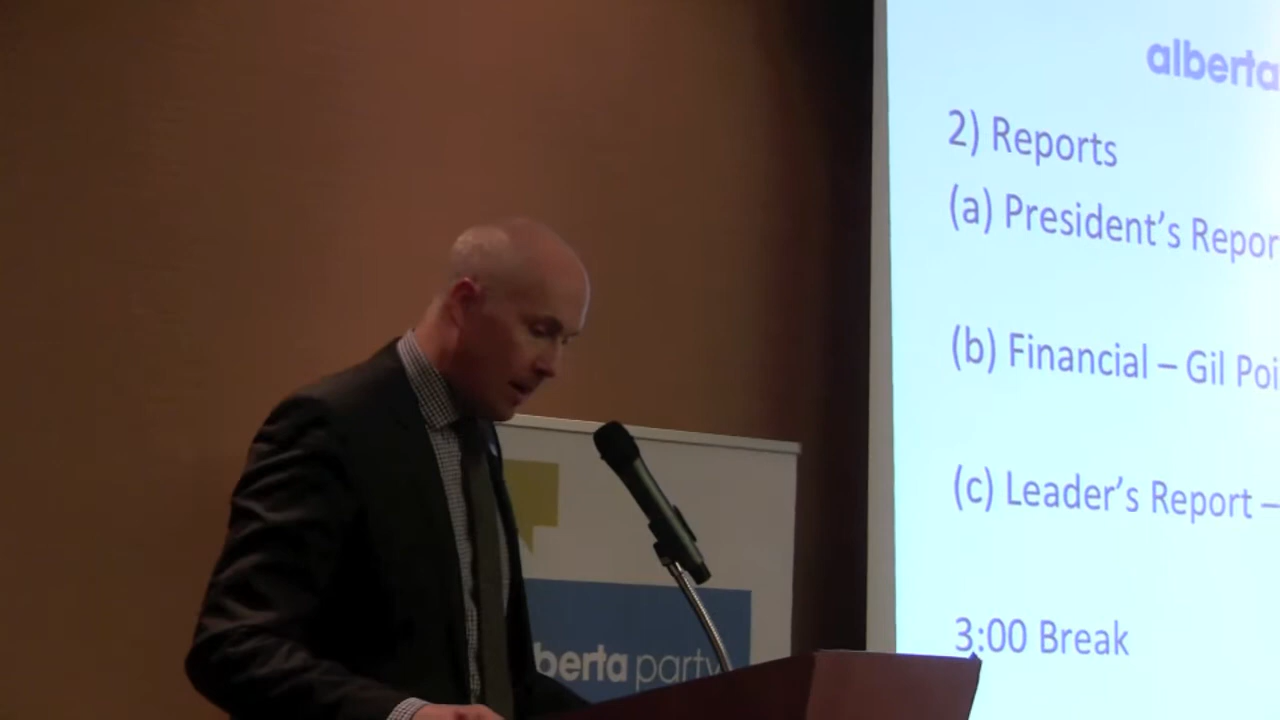 alberta
2) Reports
(a) President's Repor
(b) Financial – Gil Poi
(c) Leader's Report –
3:00 Break
berta party